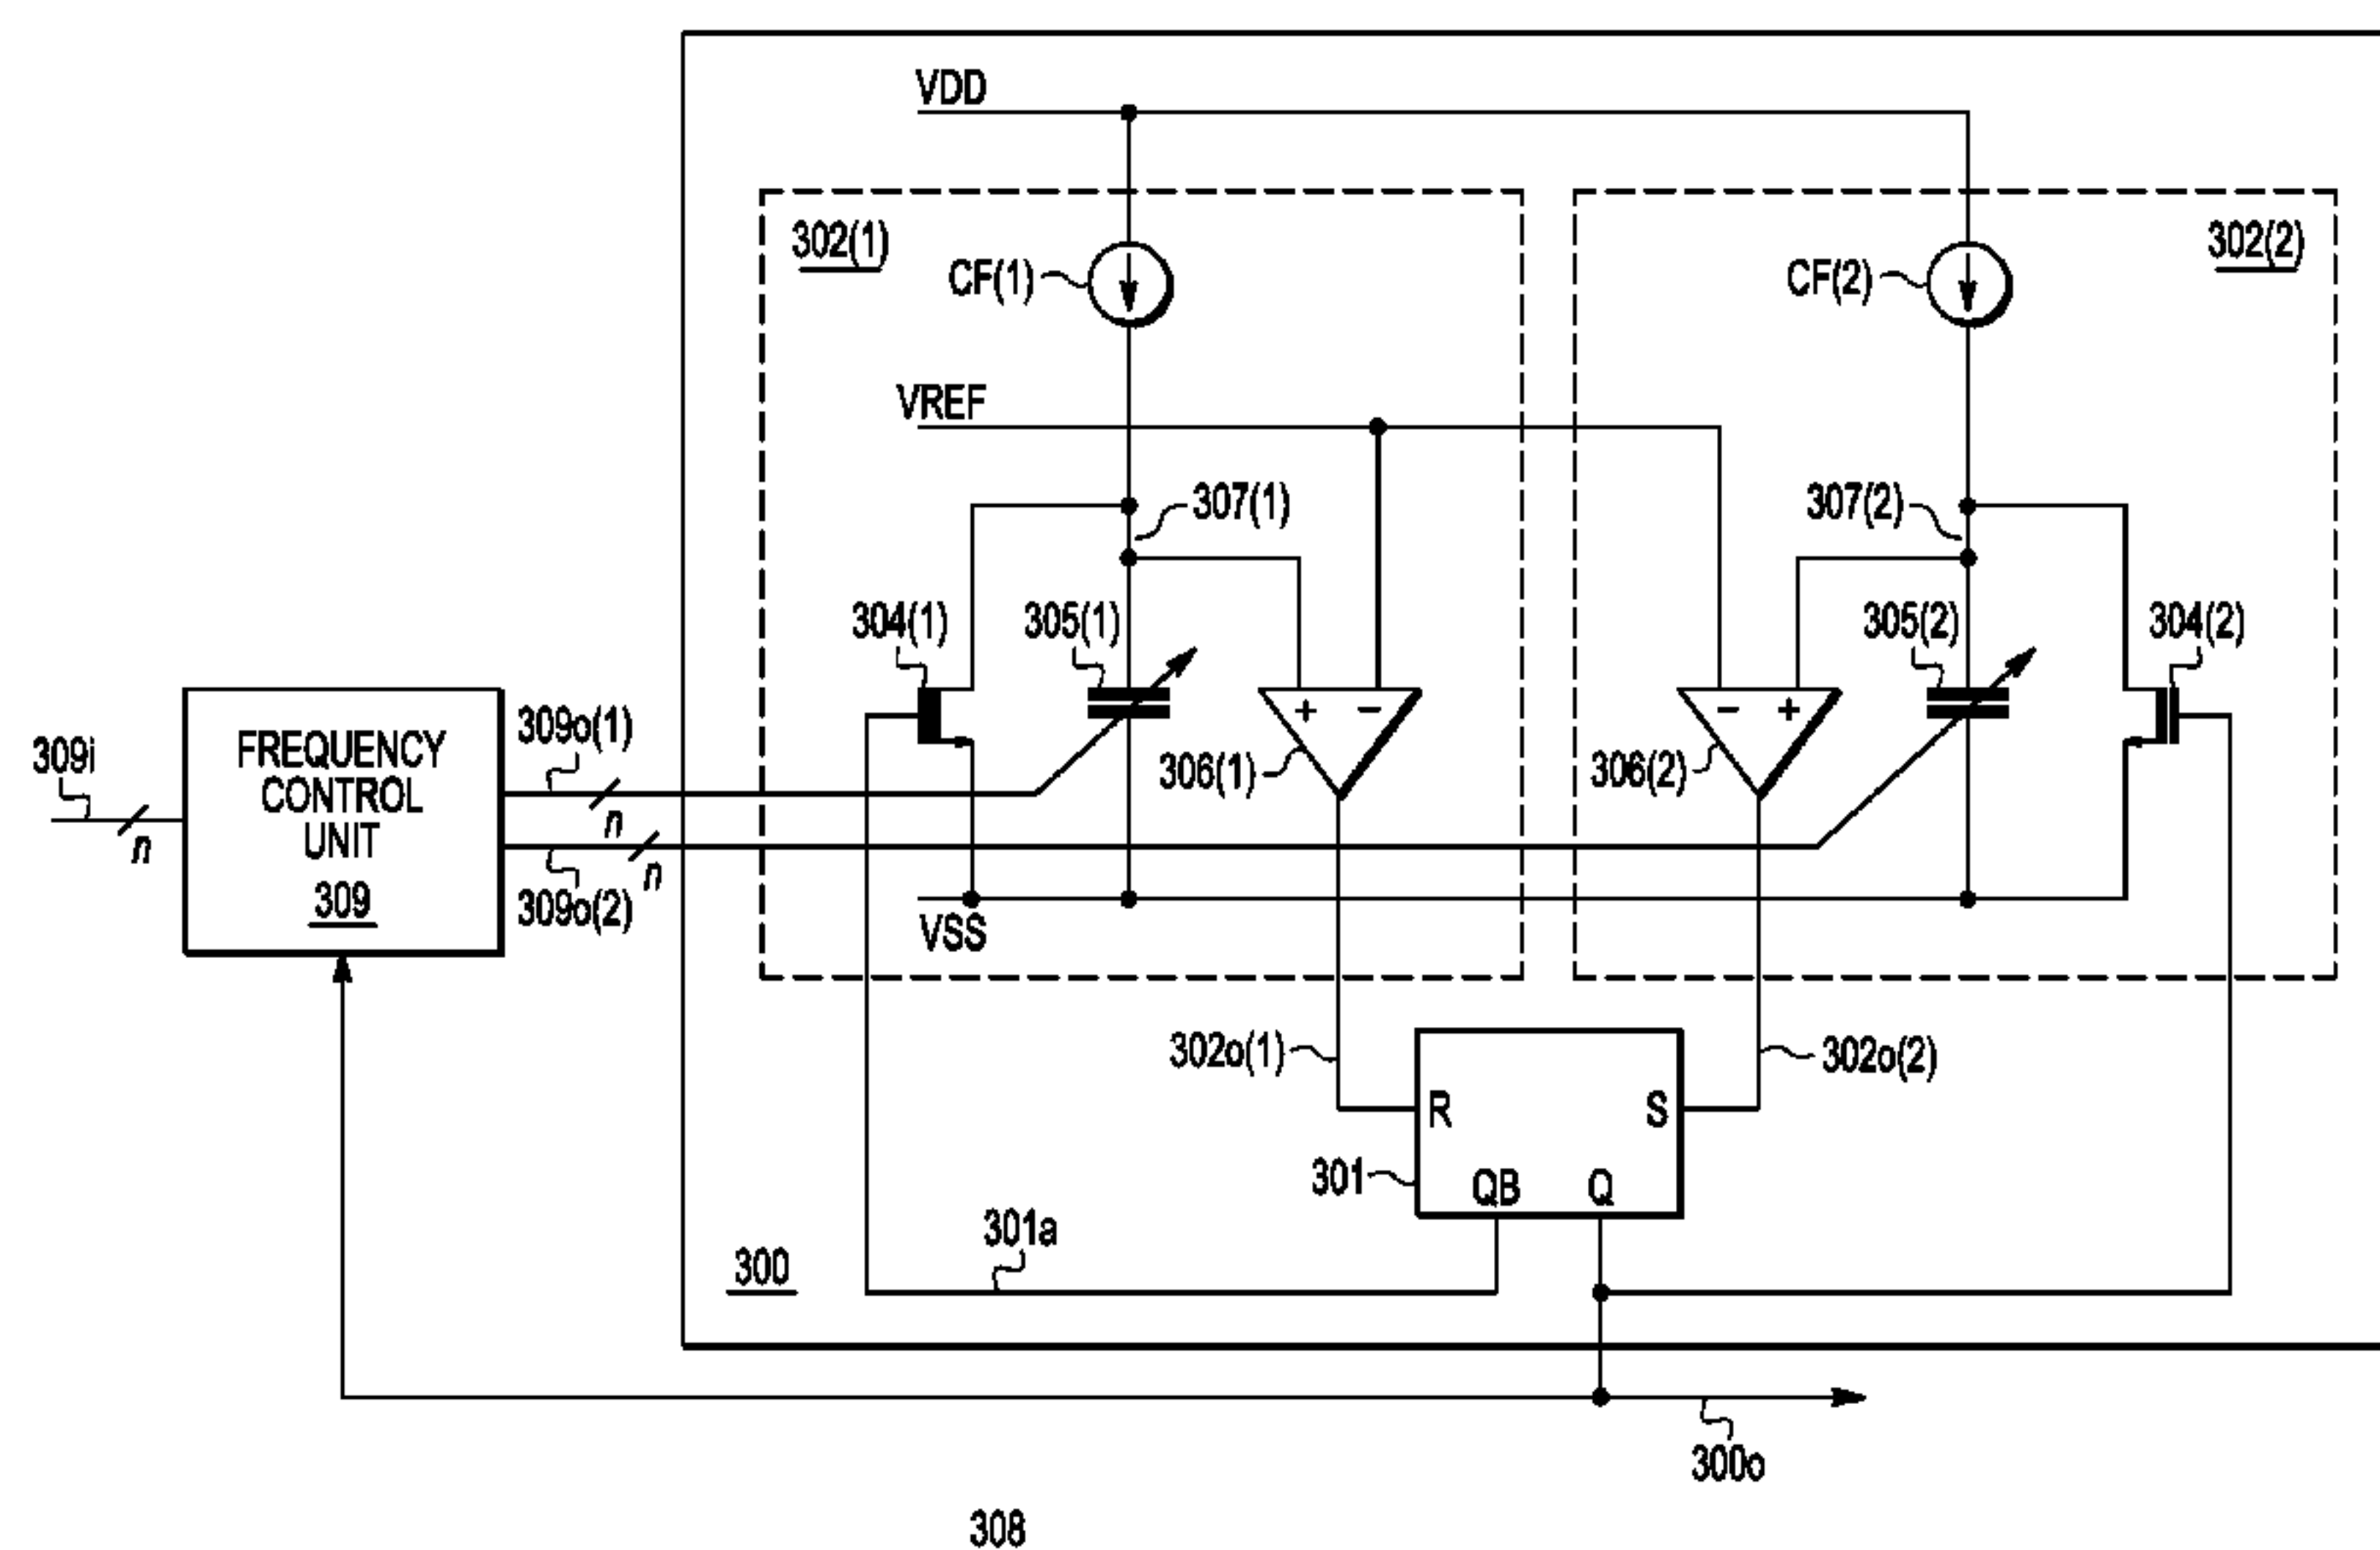 VDD
302(1)
CF(1)
CF(2)
302(2)
VREF
307(1)
307(2)
304(1)
305(1)
305(2)
304(2)
+ −
− +
306(1)
306(2)
309i
n
FREQUENCY
CONTROL
UNIT
309
309o(1)
n
n
309o(2)
VSS
302o(1)
302o(2)
R
S
301
QB
Q
301a
300
300o
308